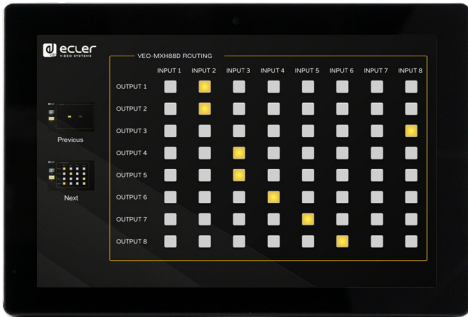 ecler
VIDEO SYSTEMS
VEO-MXH88D ROUTING
INPUT 1 INPUT 2 INPUT 3 INPUT 4 INPUT 5 INPUT 6 INPUT 7 INPUT 8
OUTPUT 1
OUTPUT 2
OUTPUT 3
Previous
OUTPUT 4
OUTPUT 5
Next
OUTPUT 6
OUTPUT 7
OUTPUT 8